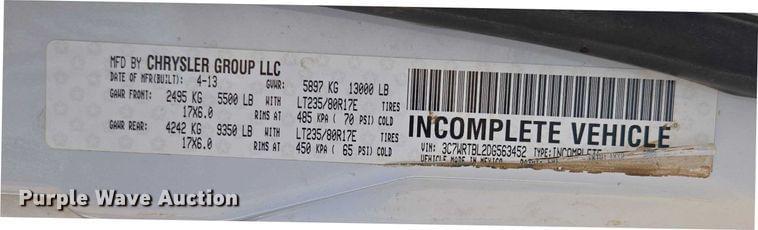 MFD BY CHRYSLER GROUP LLC
DATE OF MFR(BUILT): 4-13 GVWR: 5897 KG 13000 LB
GAWR FRONT: 2495 KG 5500 LB WITH LT235/80R17E TIRES
17X6.0 RIMS AT 485 KPA ( 70 PSI) COLD
GAWR REAR: 4242 KG 9350 LB WITH LT235/80R17E TIRES
17X6.0 RIMS AT 450 KPA ( 65 PSI) COLD
INCOMPLETE VEHICLE
VIN: 3C7WRTBL2DG563452 TYPE:INCOMPLETE
VEHICLE MADE IN MEXICO
Purple Wave Auction